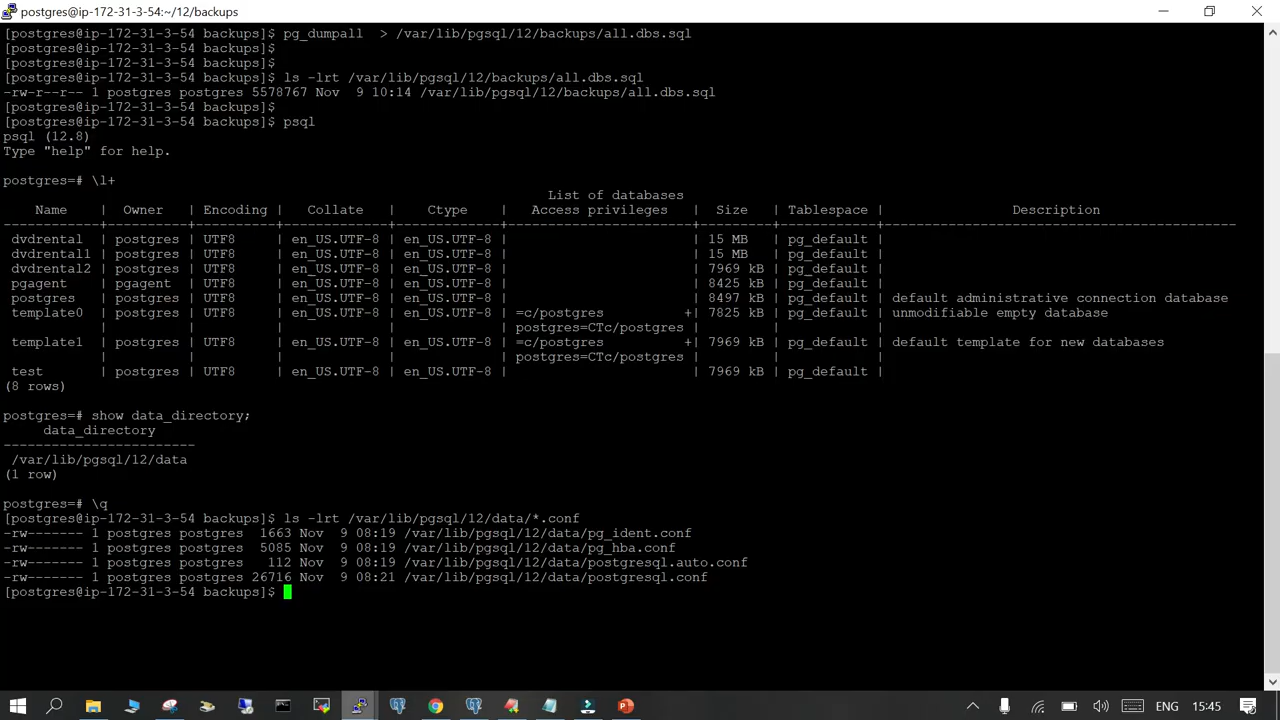 postgres@ip-172-31-3-54:~/12/backups
[postgres@ip-172-31-3-54 backups]$ pg_dumpall  > /var/lib/pgsql/12/backups/all.dbs.sql
[postgres@ip-172-31-3-54 backups]$
[postgres@ip-172-31-3-54 backups]$
[postgres@ip-172-31-3-54 backups]$ ls -lrt /var/lib/pgsql/12/backups/all.dbs.sql
-rw-r--r-- 1 postgres postgres 5578767 Nov  9 10:14 /var/lib/pgsql/12/backups/all.dbs.sql
[postgres@ip-172-31-3-54 backups]$
[postgres@ip-172-31-3-54 backups]$ psql
psql (12.8)
Type "help" for help.
postgres=# \l+
List of databases
Name | Owner | Encoding | Collate | Ctype | Access privileges | Size | Tablespace | Description
-----------+----------+----------+-------------+-------------+-----------------------+---------+------------+--------------------------------------------
dvdrental | postgres | UTF8 | en_US.UTF-8 | en_US.UTF-8 | | 15 MB | pg_default |
dvdrental1 | postgres | UTF8 | en_US.UTF-8 | en_US.UTF-8 | | 15 MB | pg_default |
dvdrental2 | postgres | UTF8 | en_US.UTF-8 | en_US.UTF-8 | | 7969 kB | pg_default |
pgagent | pgagent | UTF8 | en_US.UTF-8 | en_US.UTF-8 | | 8425 kB | pg_default |
postgres | postgres | UTF8 | en_US.UTF-8 | en_US.UTF-8 | | 8497 kB | pg_default | default administrative connection database
template0 | postgres | UTF8 | en_US.UTF-8 | en_US.UTF-8 | =c/postgres +| 7825 kB | pg_default | unmodifiable empty database
| | | | | postgres=CTc/postgres | | |
template1 | postgres | UTF8 | en_US.UTF-8 | en_US.UTF-8 | =c/postgres +| 7969 kB | pg_default | default template for new databases
| | | | | postgres=CTc/postgres | | |
test | postgres | UTF8 | en_US.UTF-8 | en_US.UTF-8 | | 7969 kB | pg_default |
(8 rows)
postgres=# show data_directory;
data_directory
------------------------
/var/lib/pgsql/12/data
(1 row)
postgres=# \q
[postgres@ip-172-31-3-54 backups]$ ls -lrt /var/lib/pgsql/12/data/*.conf
-rw------- 1 postgres postgres  1663 Nov  9 08:19 /var/lib/pgsql/12/data/pg_ident.conf
-rw------- 1 postgres postgres  5085 Nov  9 08:19 /var/lib/pgsql/12/data/pg_hba.conf
-rw------- 1 postgres postgres   112 Nov  9 08:19 /var/lib/pgsql/12/data/postgresql.auto.conf
-rw------- 1 postgres postgres 26716 Nov  9 08:21 /var/lib/pgsql/12/data/postgresql.conf
[postgres@ip-172-31-3-54 backups]$
ENG 15:45